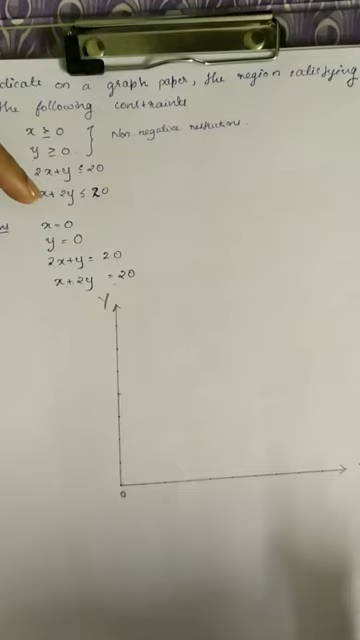 dicate on a graph paper, the region satisfying
the following constraints
x ≥ 0
y ≥ 0
} Non negative restrictions.
2x+y ≤ 20
x+2y ≤ 20
x=0
y=0
2x+y = 20
x+2y = 20
Y
0